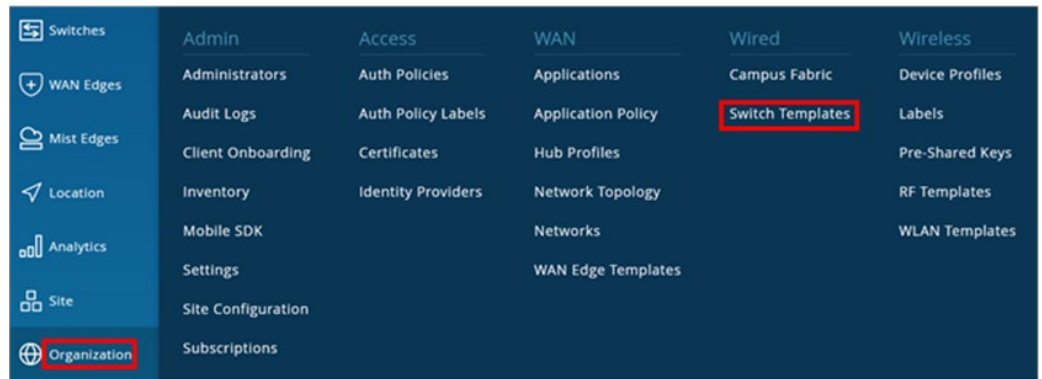 Switches
WAN Edges
Mist Edges
Location
Analytics
Site
Organization
Admin
Administrators
Audit Logs
Client Onboarding
Inventory
Mobile SDK
Settings
Site Configuration
Subscriptions
Access
Auth Policies
Auth Policy Labels
Certificates
Identity Providers
WAN
Applications
Application Policy
Hub Profiles
Network Topology
Networks
WAN Edge Templates
Wired
Campus Fabric
Switch Templates
Wireless
Device Profiles
Labels
Pre-Shared Keys
RF Templates
WLAN Templates